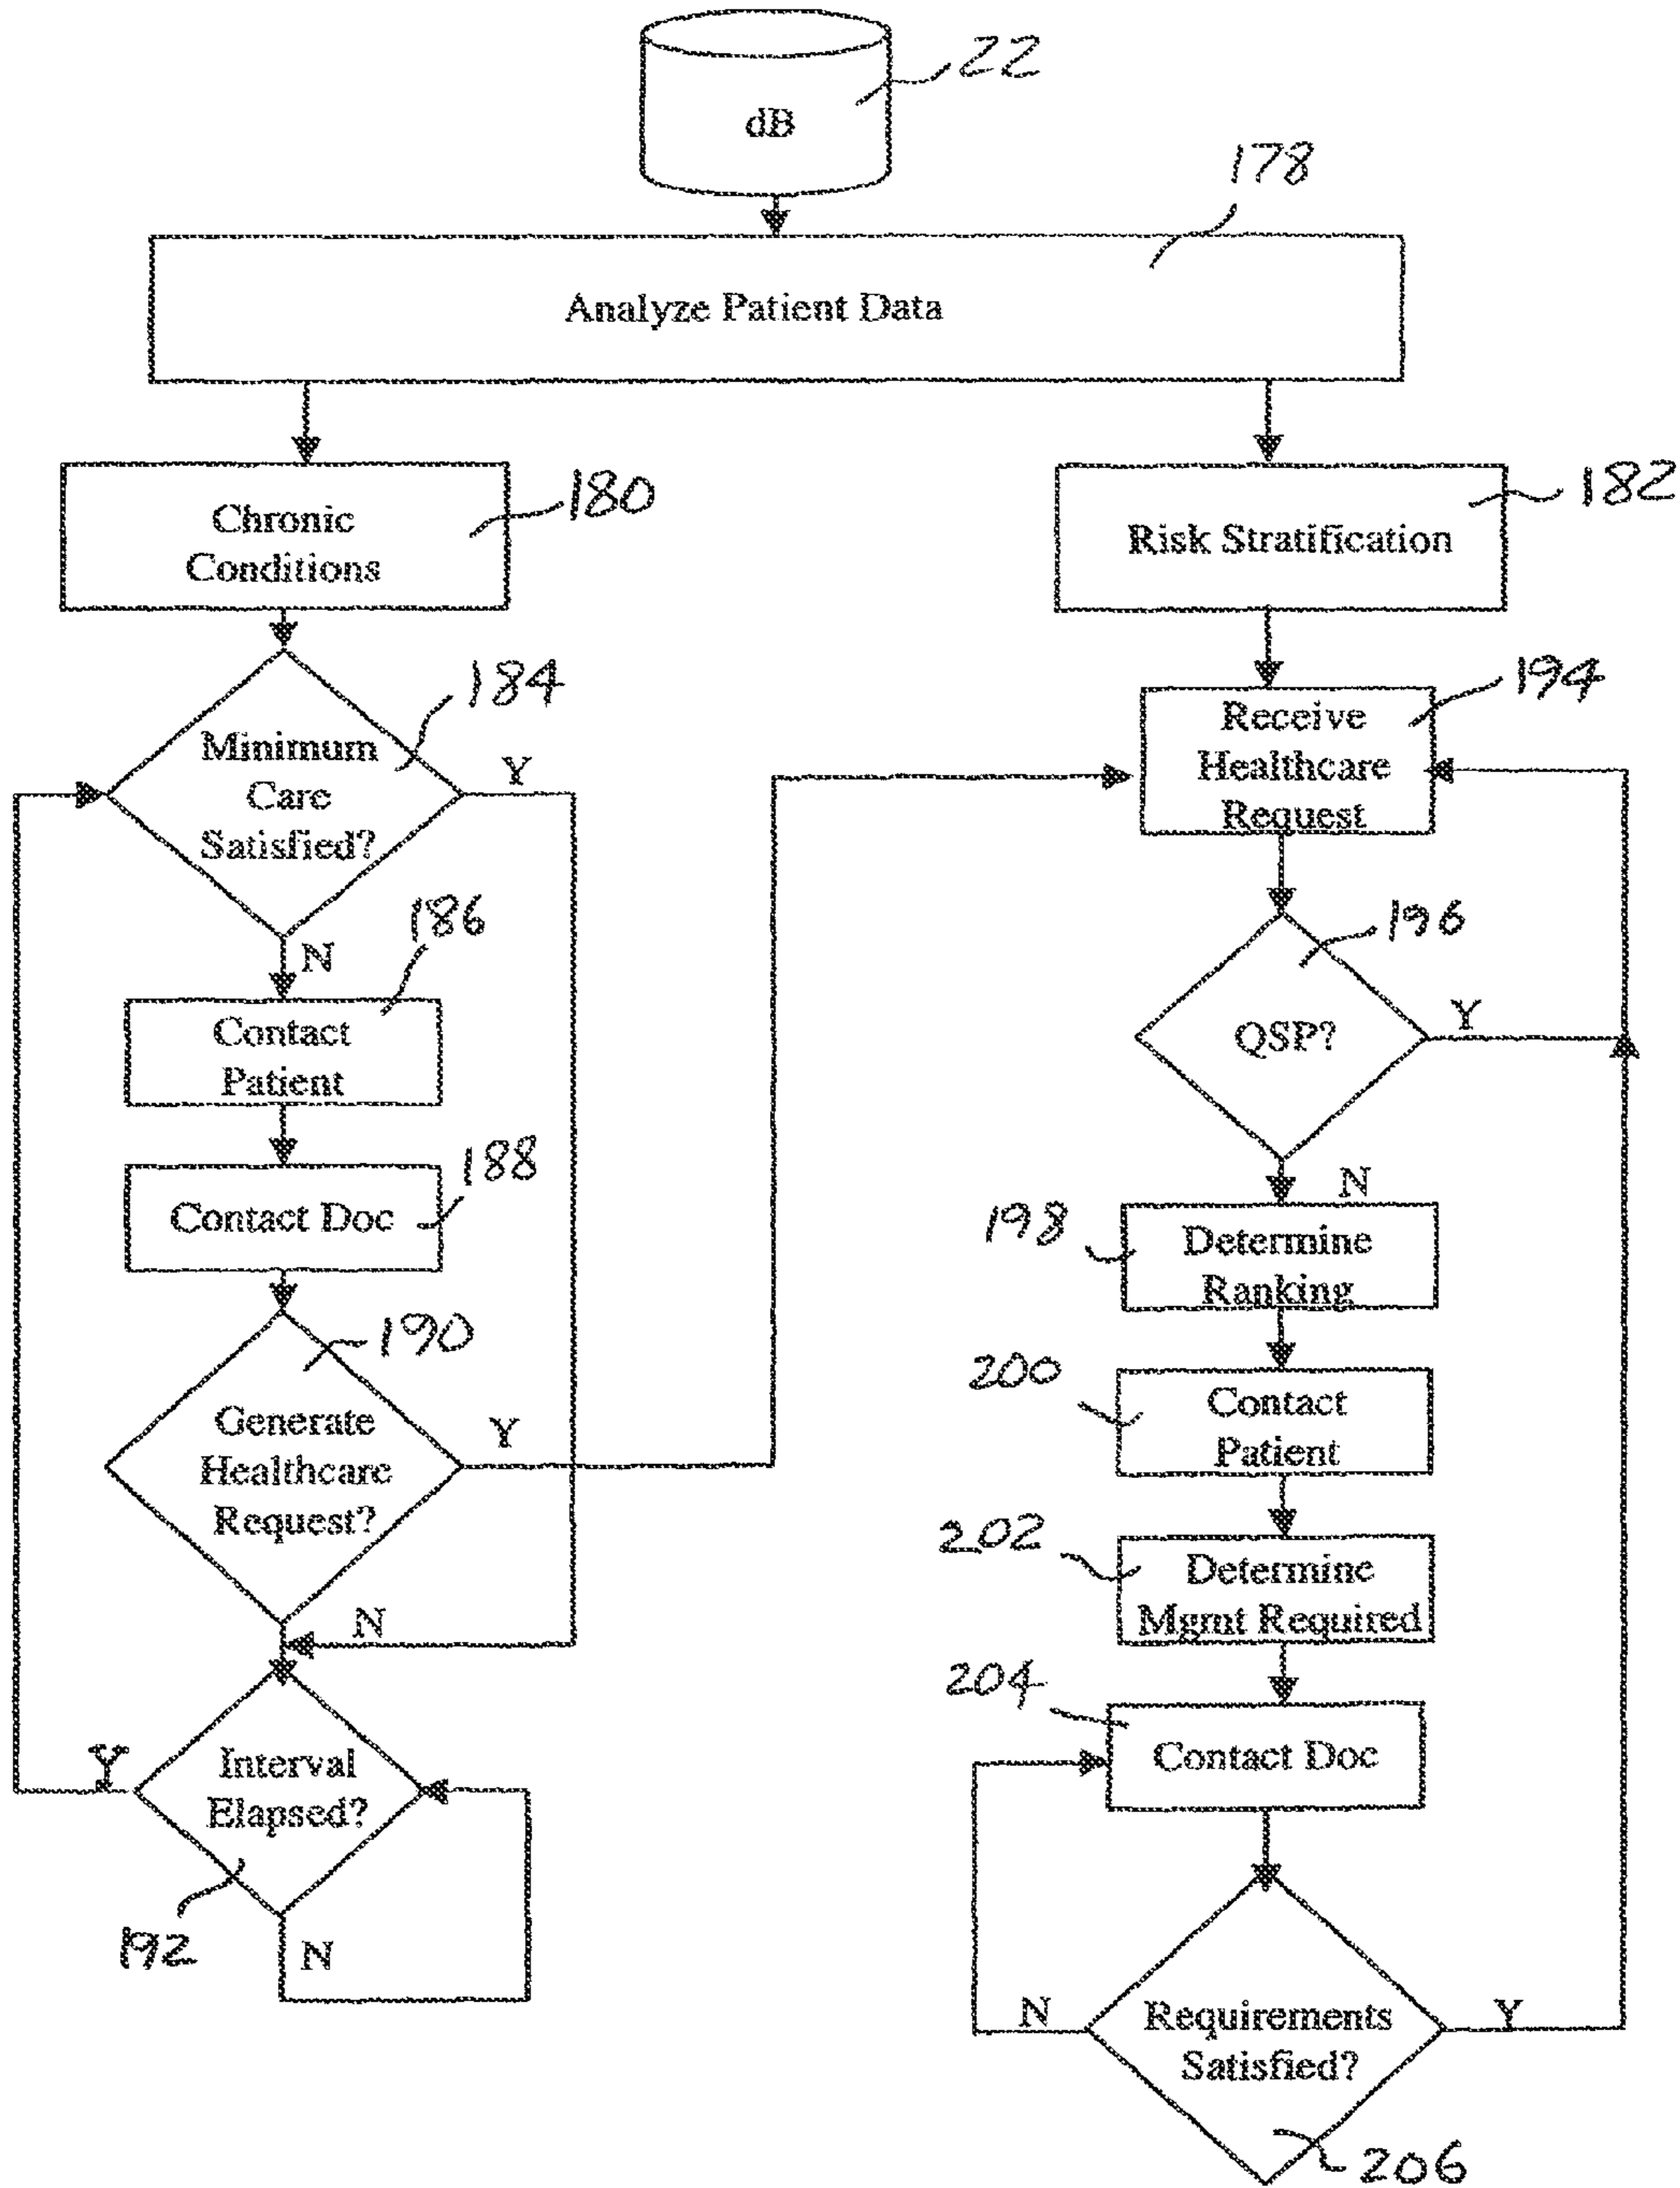 22
dB
178
Analyze Patient Data
180
Chronic
Conditions
182
Risk Stratification
184
Minimum
Care
Satisfied?
Y
N
186
Contact
Patient
188
Contact Doc
190
Generate
Healthcare
Request?
Y
N
Interval
Elapsed?
Y
192
N
194
Receive
Healthcare
Request
196
QSP?
Y
N
198
Determine
Ranking
200
Contact
Patient
202
Determine
Mgmt Required
204
Contact Doc
Requirements
Satisfied?
N
Y
206